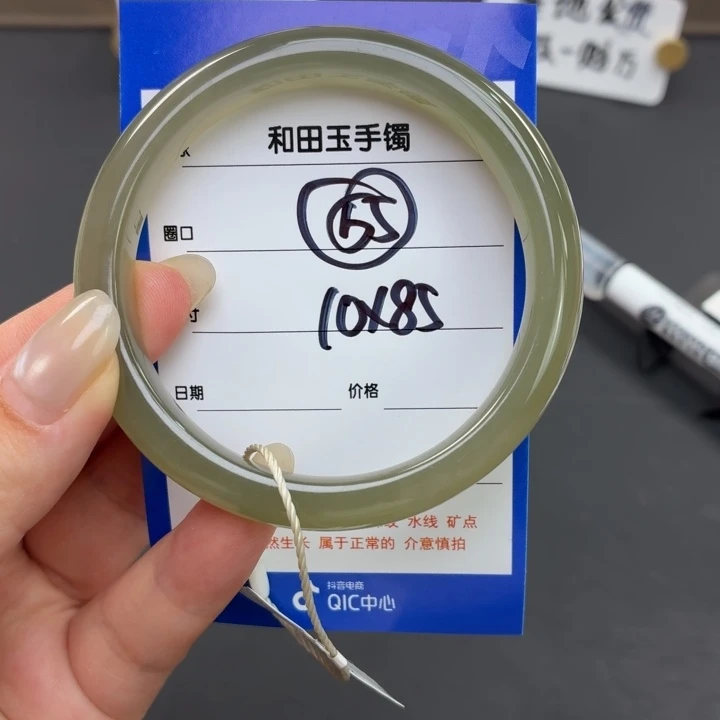 和田玉手镯
圈口 55
寸 10X85
日期 价格
水线 矿点
然生长 属于正常的 介意慎拍
抖音电商
QIC中心